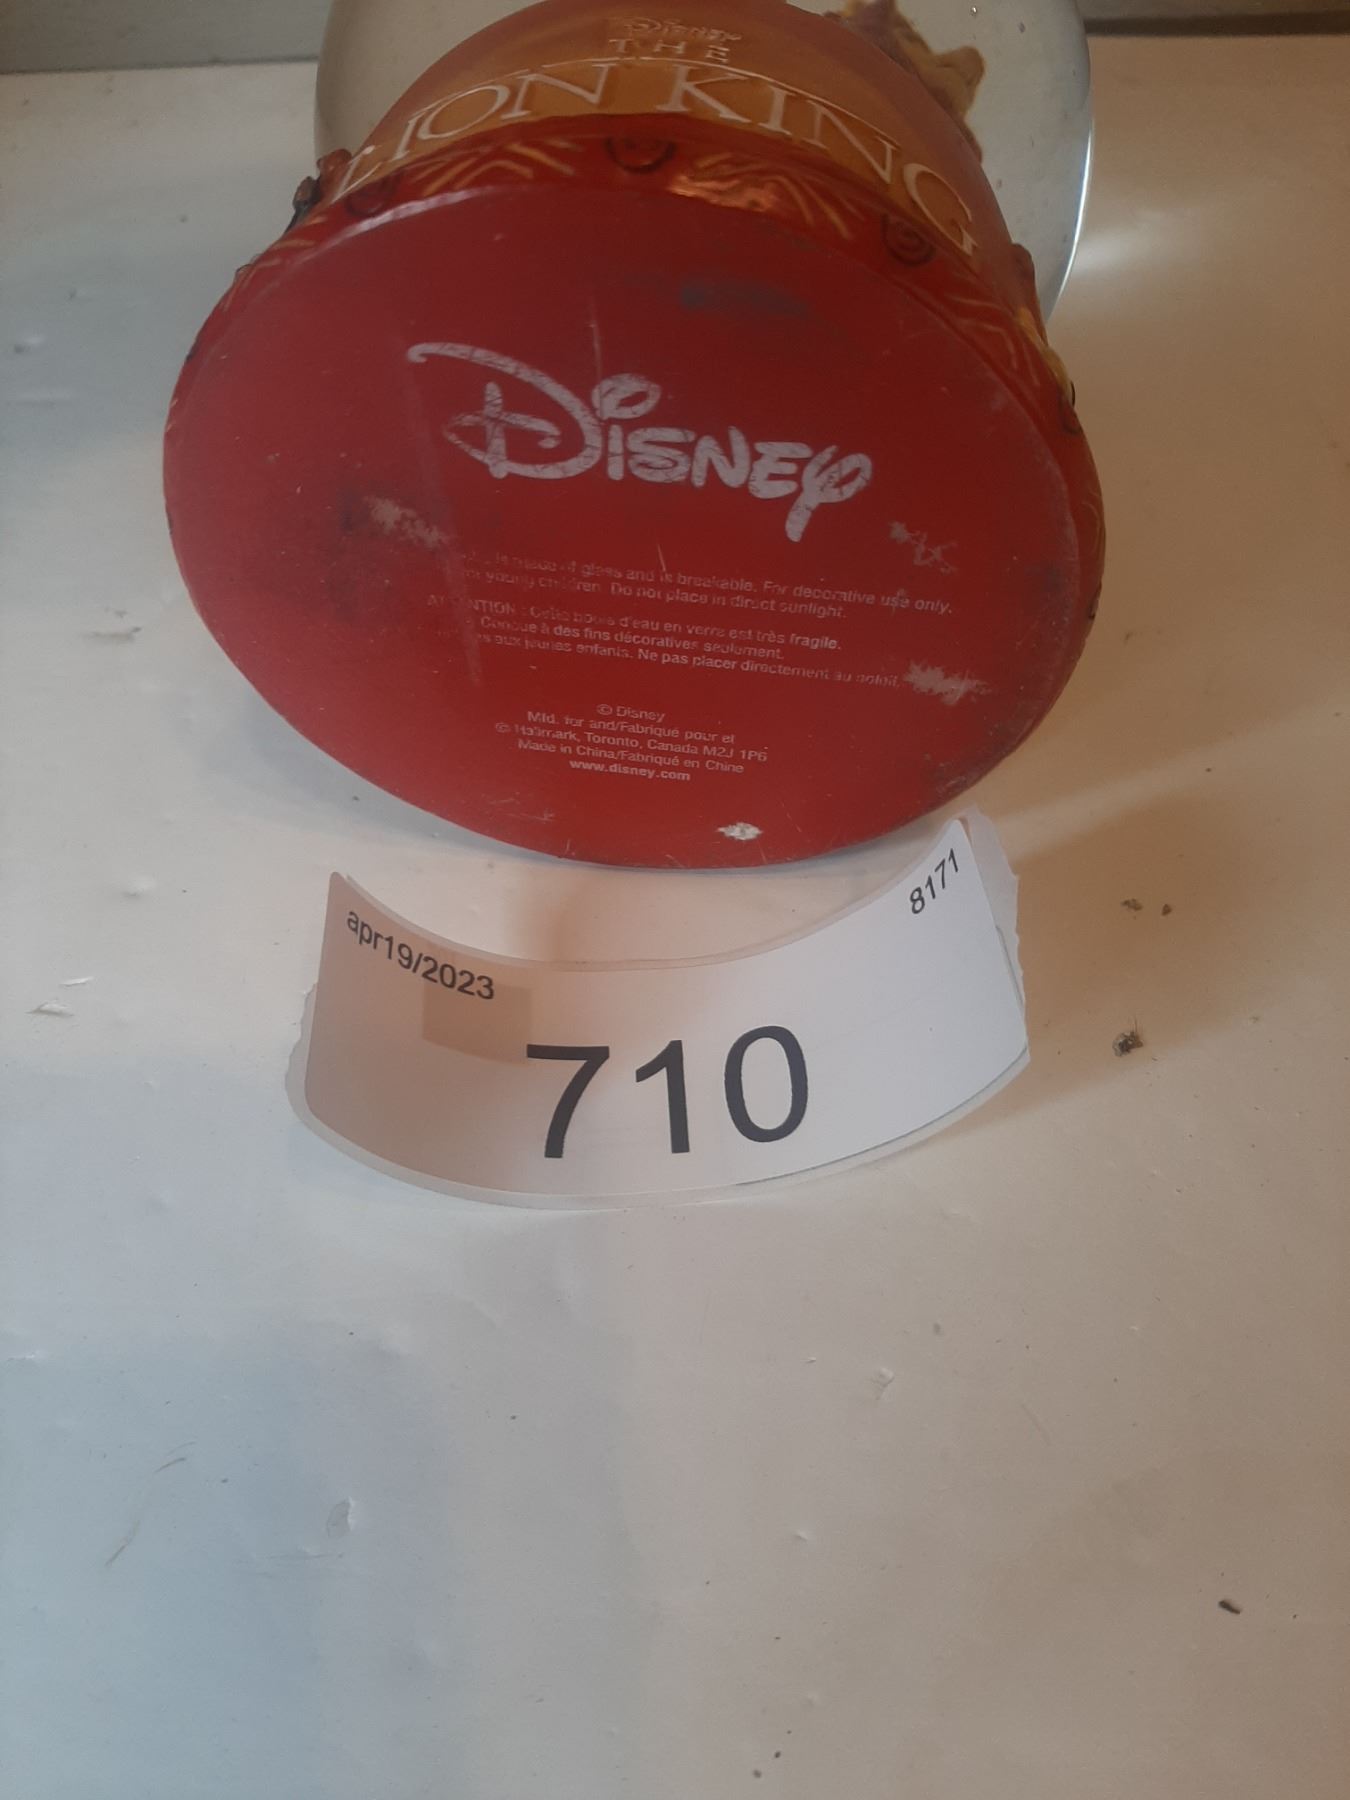 Disney
THE
LION KING
Disney
is made of glass and is breakable. For decorative use only.
young children. Do not place in direct sunlight.
ATTENTION : Cette boule d'eau en verre est très fragile.
Conçue à des fins décoratives seulement.
aux jeunes enfants. Ne pas placer directement au soleil.
© Disney
Mfd. for and/Fabriqué pour et
© Hallmark, Toronto, Canada M2J 1P6
Made in China/Fabriqué en Chine
www.disney.com
apr19/2023
8171
710